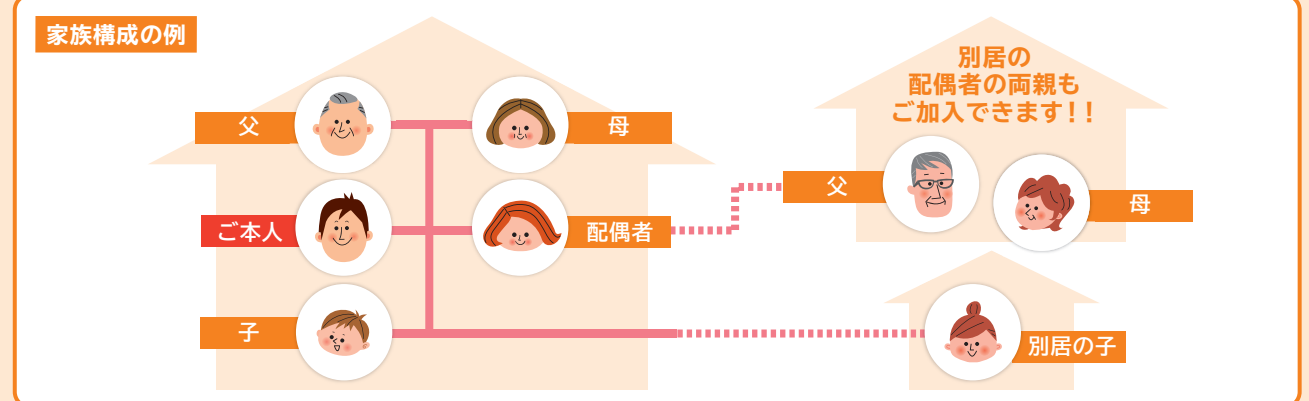 家族構成の例
父
母
ご本人
配偶者
子
別居の
配偶者の両親も
ご加入できます!!
父
母
別居の子